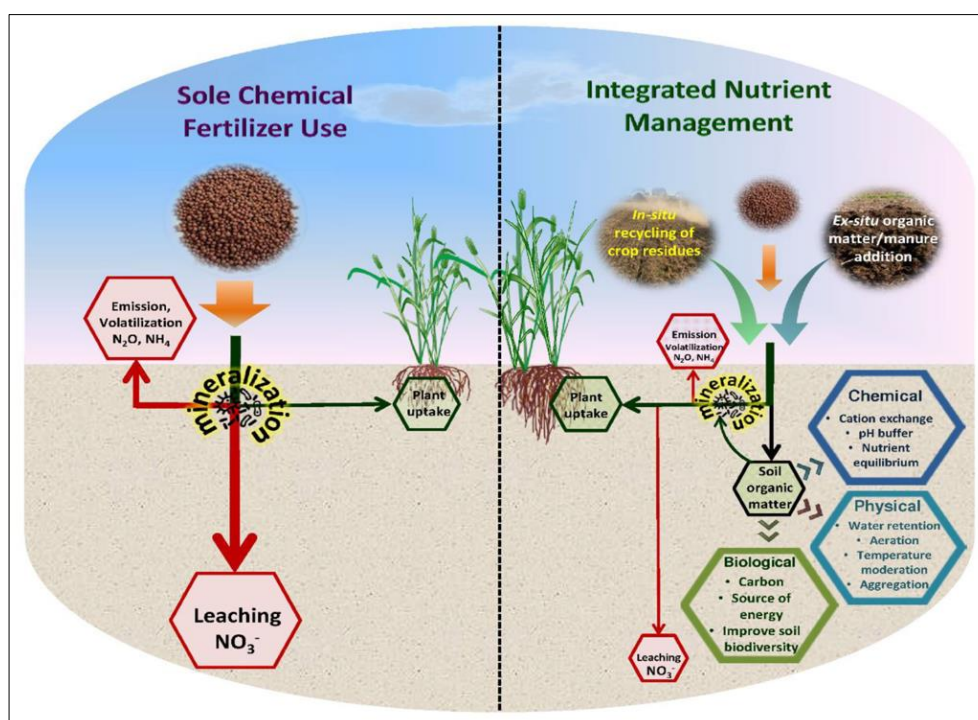 Sole Chemical
Fertilizer Use
Emission,
Volatilization
N₂O, NH₄
mineralization
Plant
uptake
Leaching
NO₃⁻
Integrated Nutrient
Management
In-situ
recycling of
crop residues
Ex-situ organic
matter/manure
addition
Emission
Volatilization
N₂O, NH₄
Plant
uptake
mineralization
Soil
organic
matter
Chemical
• Cation exchange
• pH buffer
• Nutrient
equilibrium
Physical
• Water retention
• Aeration
• Temperature
moderation
• Aggregation
Biological
• Carbon
• Source of
energy
• Improve soil
biodiversity
Leaching
NO₃⁻